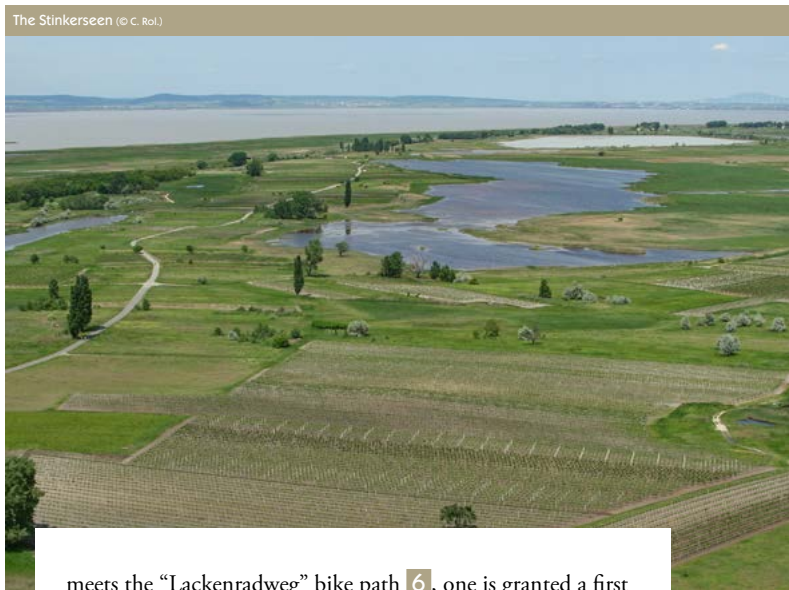 The Stinkerseen (© C. Rol.)
meets the “Lackenradweg” bike path 6, one is granted a first